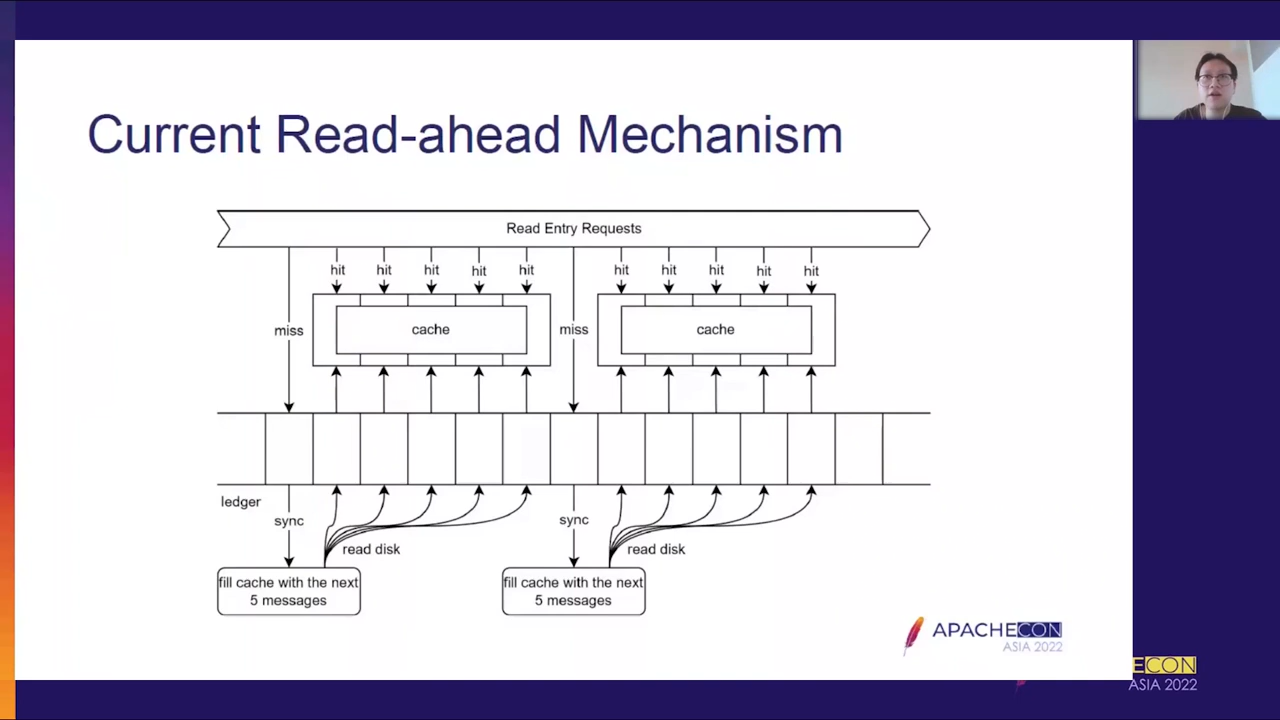 Current Read-ahead Mechanism
Read Entry Requests
hit hit hit hit hit hit hit hit hit hit
miss cache miss cache
ledger
sync sync
read disk read disk
fill cache with the next
5 messages
fill cache with the next
5 messages
APACHECON
ASIA 2022
ECON
ASIA 2022